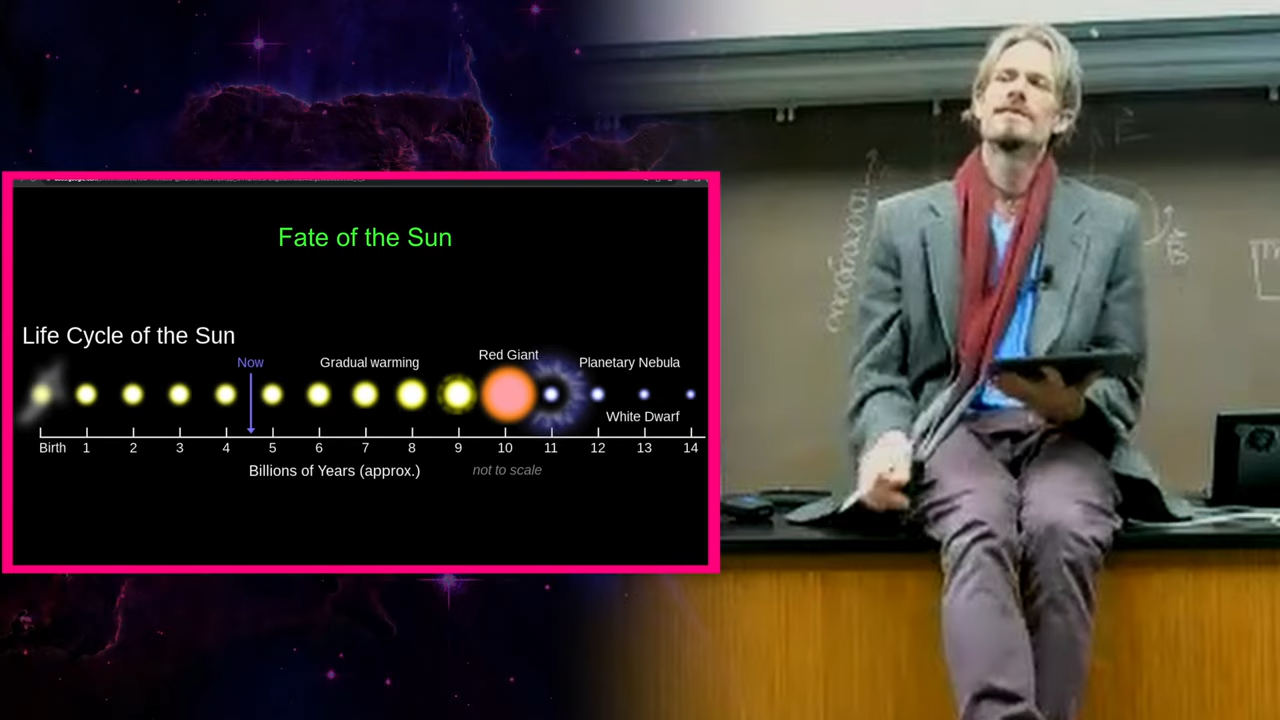 Fate of the Sun
Life Cycle of the Sun
Now
Gradual warming
Red Giant
Planetary Nebula
White Dwarf
Birth 1 2 3 4 5 6 7 8 9 10 11 12 13 14
Billions of Years (approx.)
not to scale
NE